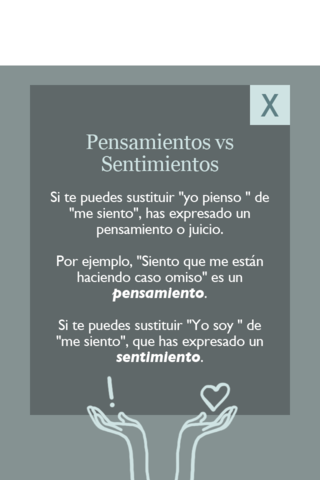 X
Pensamientos vs
Sentimientos
Si te puedes sustituir "yo pienso " de
"me siento", has expresado un
pensamiento o juicio.
Por ejemplo, "Siento que me están
haciendo caso omiso" es un
pensamiento.
Si te puedes sustituir "Yo soy " de
"me siento", que has expresado un
sentimiento.
!